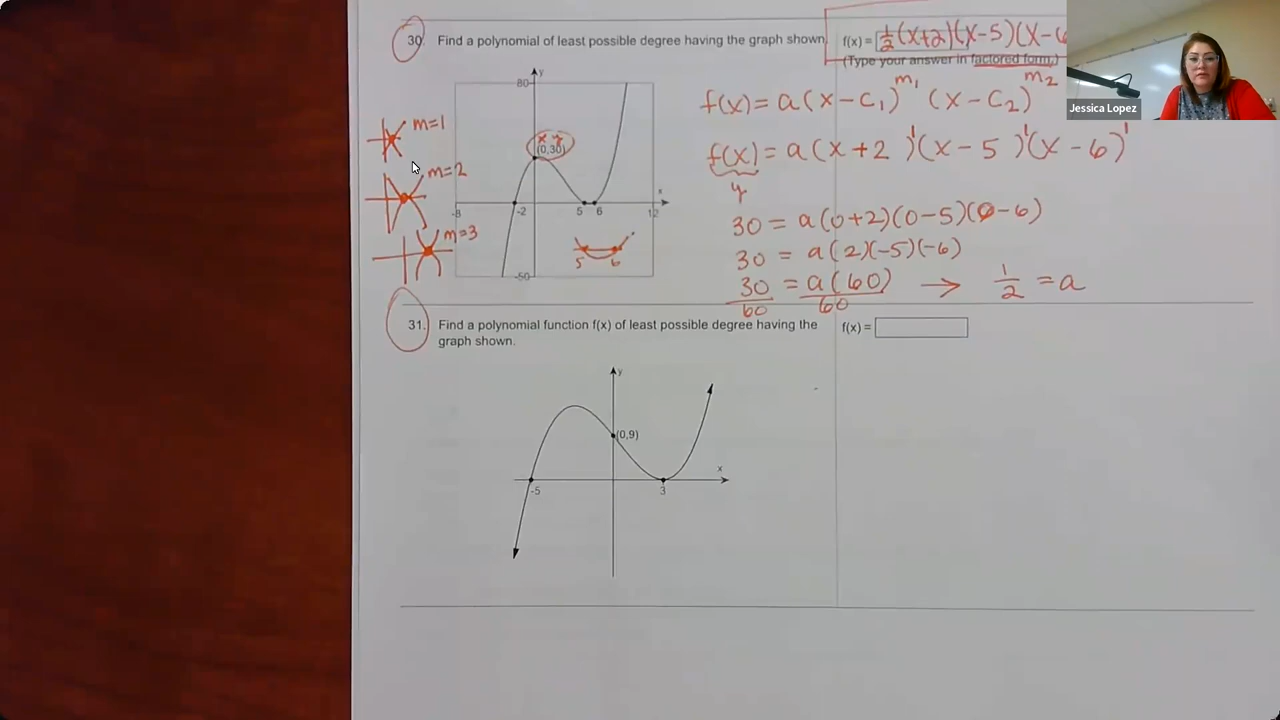 30. Find a polynomial of least possible degree having the graph shown.
f(x) = 1/2(x+2)(x-5)(x-6
(Type your answer in factored form.)
y
80
x y
(0,30)
x
-8
-2
5
6
12
-50
5 6
m=1
m=2
m=3
f(x) = a(x-c₁)^m₁ (x-c₂)^m₂
f(x) = a(x+2)¹(x-5)¹(x-6)¹
y
30 = a(0+2)(0-5)(0-6)
30 = a(2)(-5)(-6)
30 = a(60) → 1/2 = a
60 60
31. Find a polynomial function f(x) of least possible degree having the
graph shown.
f(x) =
y
(0,9)
x
-5
3
Jessica Lopez